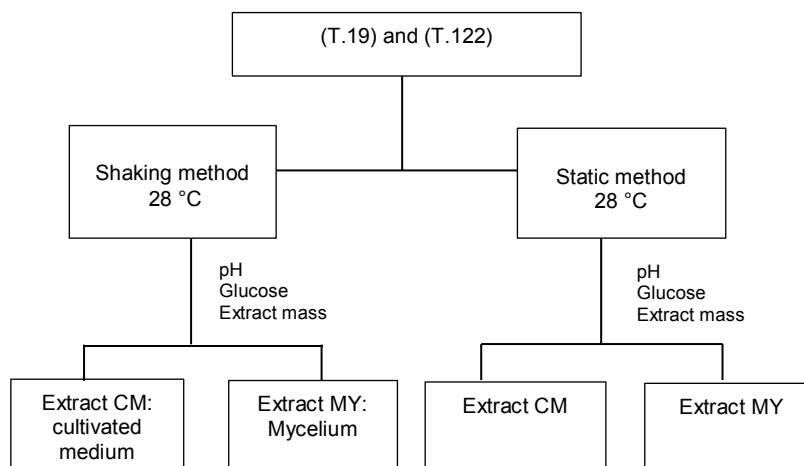 (T.19) and (T.122)
Shaking method
28 °C
Static method
28 °C
pH
Glucose
Extract mass
pH
Glucose
Extract mass
Extract CM:
cultivated
medium
Extract MY:
Mycelium
Extract CM
Extract MY